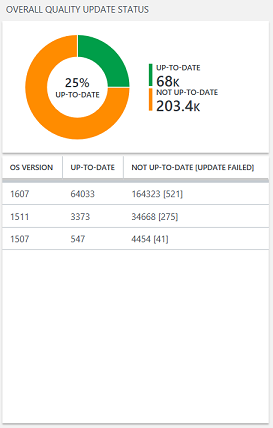 OVERALL QUALITY UPDATE STATUS
25%
UP-TO-DATE
UP-TO-DATE
68K
NOT UP-TO-DATE
203.4K
OS VERSION UP-TO-DATE NOT UP-TO-DATE [UPDATE FAILED]
1607 64033 164323 [521]
1511 3373 34668 [275]
1507 547 4454 [41]